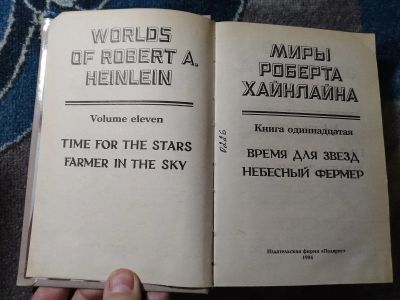 WORLDS
OF ROBERT A.
HEINLEIN
Volume eleven
TIME FOR THE STARS
FARMER IN THE SKY
0226
МИРЫ
РОБЕРТА
ХАЙНЛАЙНА
Книга одиннадцатая
ВРЕМЯ ДЛЯ ЗВЕЗД
НЕБЕСНЫЙ ФЕРМЕР
Издательская фирма «Полярис»
1994